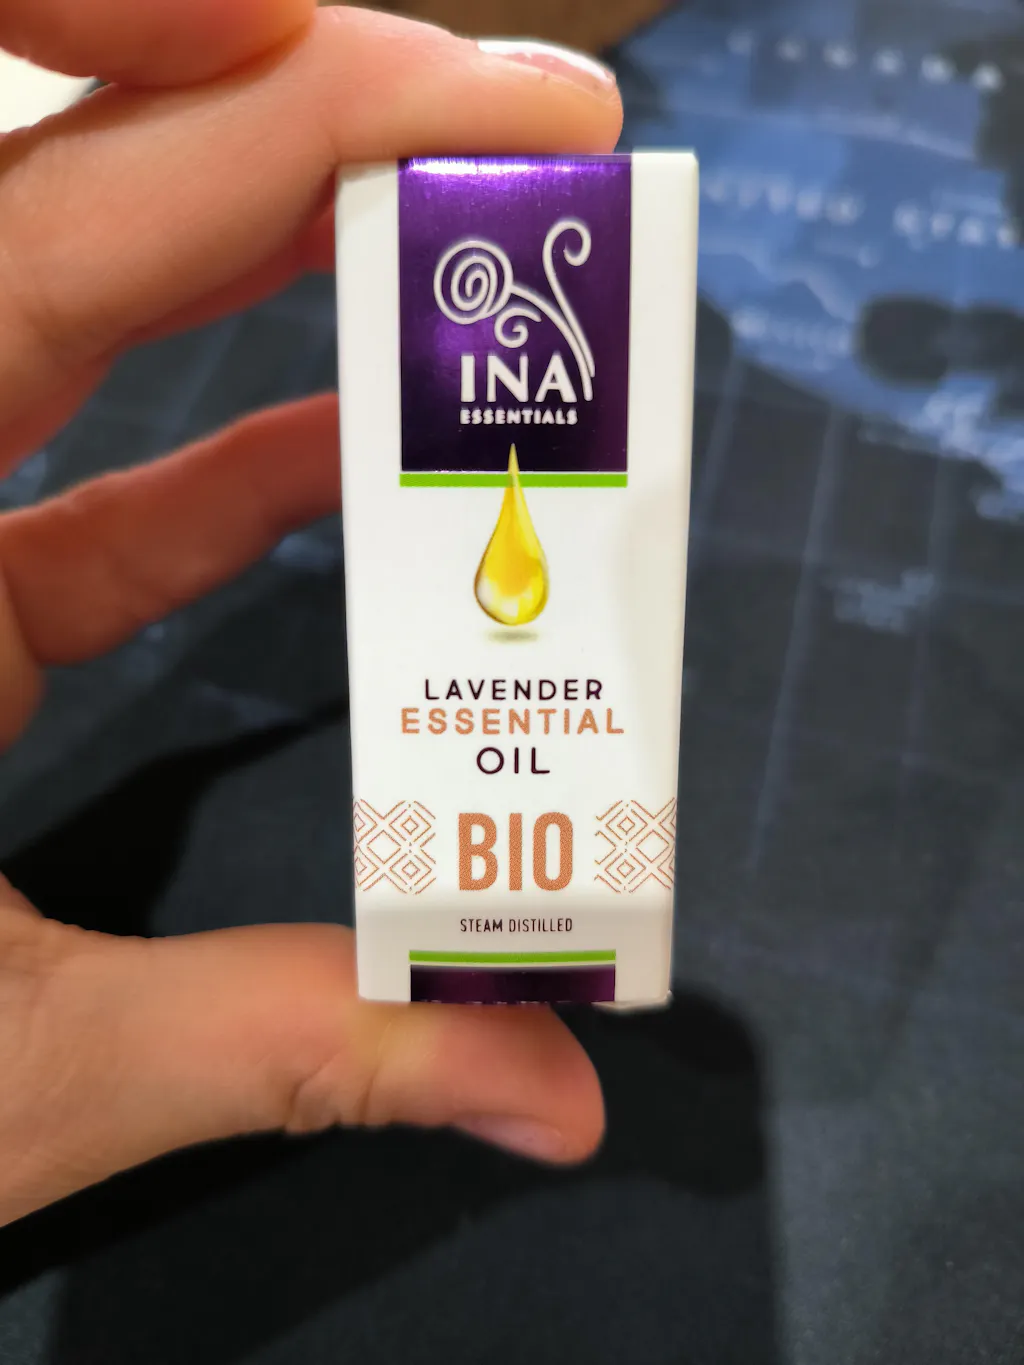 INA
ESSENTIALS
LAVENDER
ESSENTIAL
OIL
BIO
STEAM DISTILLED